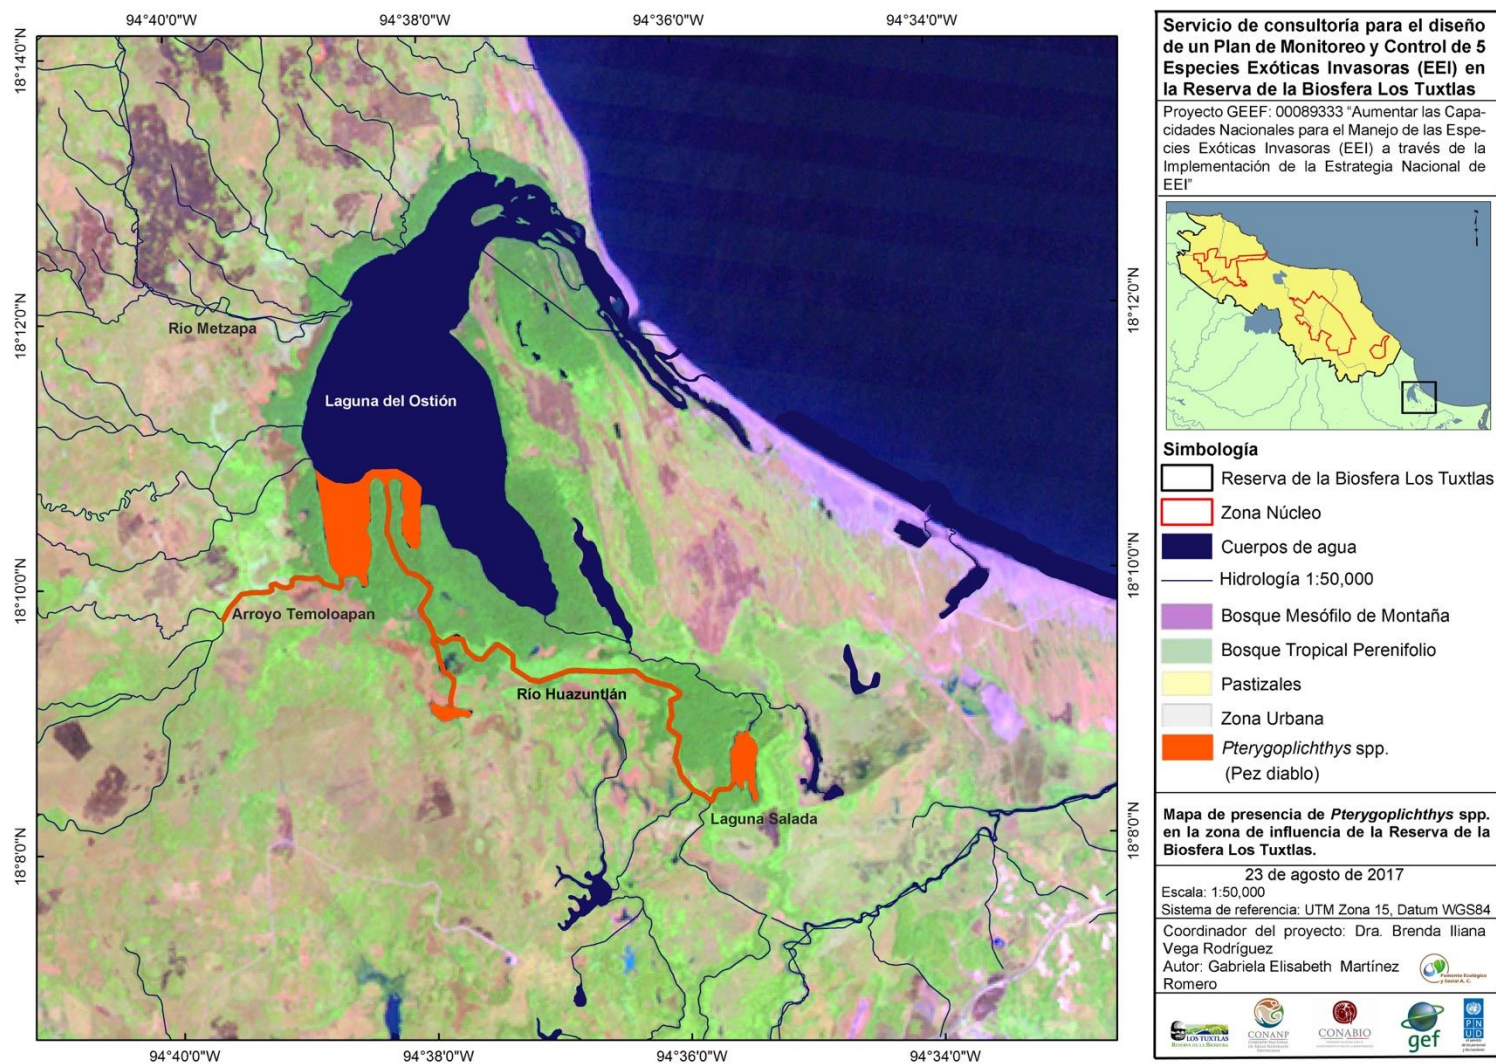 94°40'0"W
94°38'0"W
94°36'0"W
94°34'0"W
18°14'0"N
18°12'0"N
18°10'0"N
18°8'0"N
18°12'0"N
18°10'0"N
18°8'0"N
Río Metzapa
Laguna del Ostión
Arroyo Temoloapan
Río Huazuntlán
Laguna Salada
94°40'0"W
94°38'0"W
94°36'0"W
94°34'0"W
Servicio de consultoría para el diseño
de un Plan de Monitoreo y Control de 5
Especies Exóticas Invasoras (EEI) en
la Reserva de la Biosfera Los Tuxtlas
Proyecto GEEF: 00089333 “Aumentar las Capa-
cidades Nacionales para el Manejo de las Espe-
cies Exóticas Invasoras (EEI) a través de la
Implementación de la Estrategia Nacional de
EEI”
Simbología
Reserva de la Biosfera Los Tuxtlas
Zona Núcleo
Cuerpos de agua
Hidrología 1:50,000
Bosque Mesófilo de Montaña
Bosque Tropical Perenifolio
Pastizales
Zona Urbana
Pterygoplichthys spp.
(Pez diablo)
Mapa de presencia de Pterygoplichthys spp.
en la zona de influencia de la Reserva de la
Biosfera Los Tuxtlas.
23 de agosto de 2017
Escala: 1:50,000
Sistema de referencia: UTM Zona 15, Datum WGS84
Coordinador del proyecto: Dra. Brenda Iliana
Vega Rodríguez
Autor: Gabriela Elisabeth Martínez
Romero
Fomento Ecológico
y Social A. C.
LOS TUXTLAS
RESERVA DE LA BIOSFERA
CONANP
CONABIO
gef
PNUD